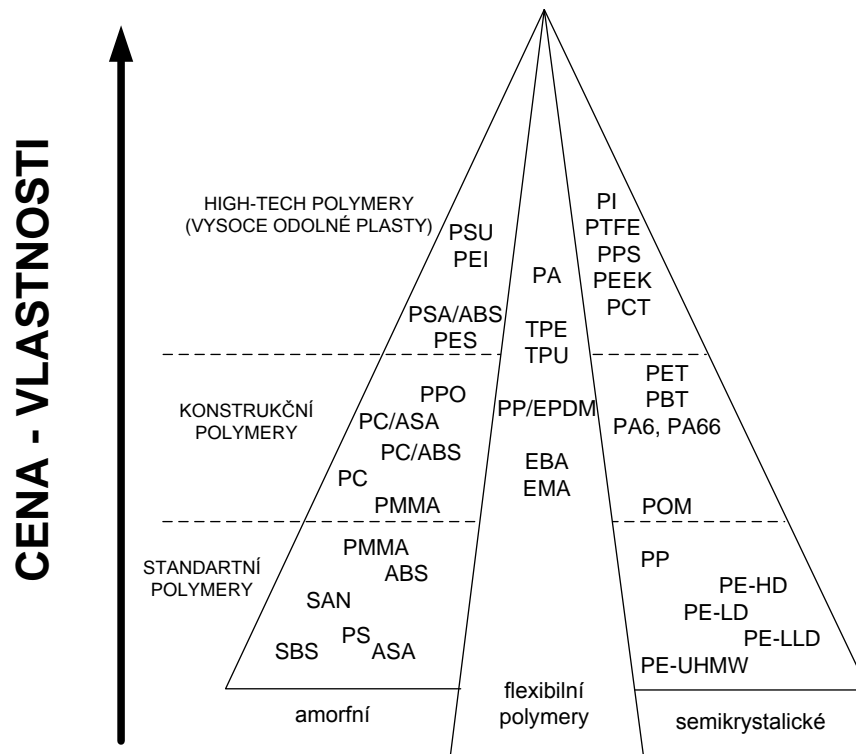 CENA - VLASTNOSTI
HIGH-TECH POLYMERY
(VYSOCE ODOLNÉ PLASTY)
PSU
PEI
PSA/ABS
PES
KONSTRUKČNÍ
POLYMERY
PPO
PC/ASA
PC/ABS
PC
PMMA
STANDARTNÍ
POLYMERY
PMMA
ABS
SAN
PS
SBS
ASA
amorfní
PA
TPE
TPU
PP/EPDM
EBA
EMA
flexibilní
polymery
PI
PTFE
PPS
PEEK
PCT
PET
PBT
PA6, PA66
POM
PP
PE-HD
PE-LD
PE-LLD
PE-UHMW
semikrystalické